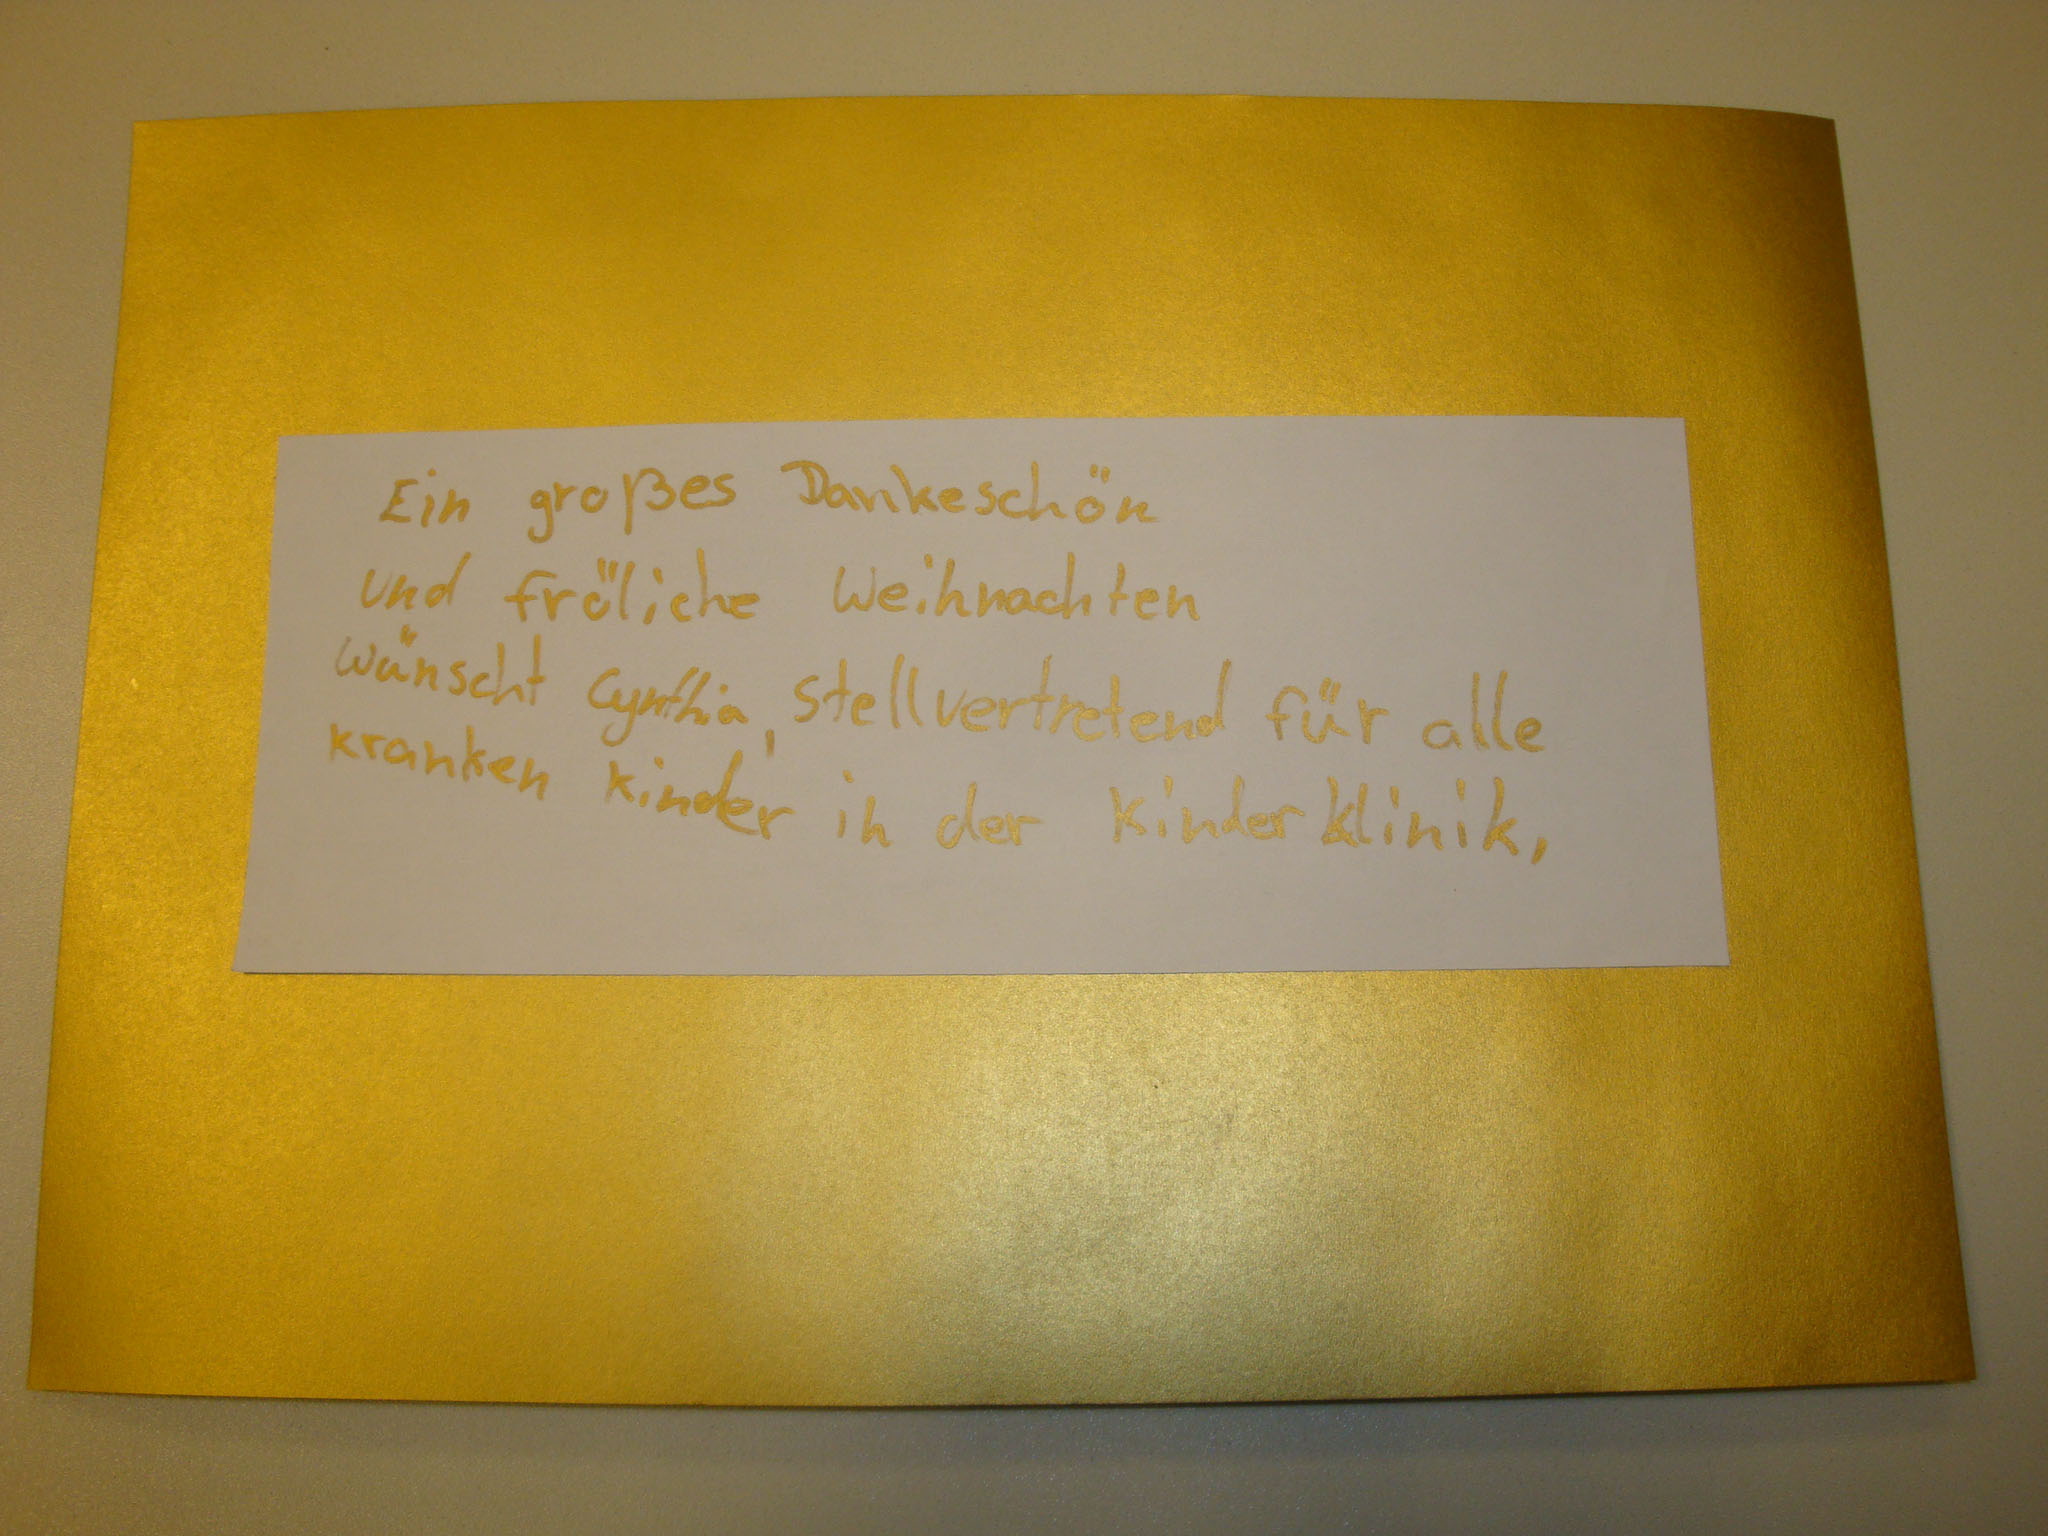 Ein großes Dankeschön
und fröliche Weihnachten
wünscht Cynthia, stellvertretend für alle
kranken Kinder in der Kinderklinik,